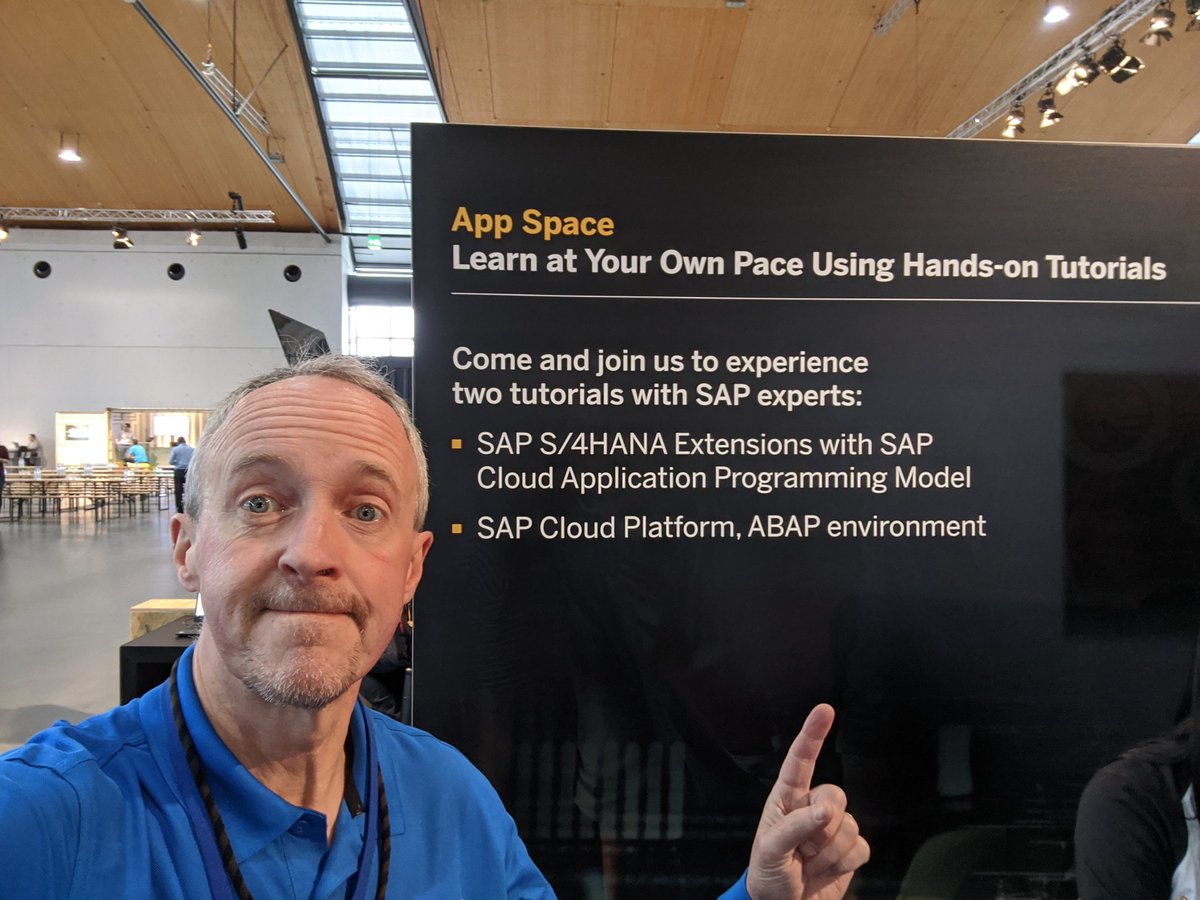 App Space
Learn at Your Own Pace Using Hands-on Tutorials
Come and join us to experience
two tutorials with SAP experts:
SAP S/4HANA Extensions with SAP
Cloud Application Programming Model
SAP Cloud Platform, ABAP environment